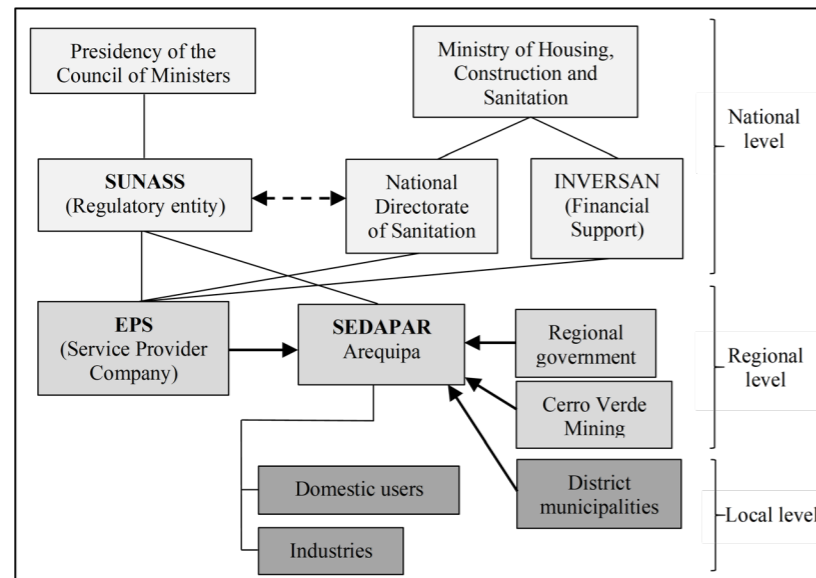 Presidency of the
Council of Ministers
Ministry of Housing,
Construction and
Sanitation
National
level
SUNASS
(Regulatory entity)
National
Directorate
of Sanitation
INVERSAN
(Financial
Support)
EPS
(Service Provider
Company)
SEDAPAR
Arequipa
Regional
government
Regional
level
Cerro Verde
Mining
Domestic users
District
municipalities
Local level
Industries